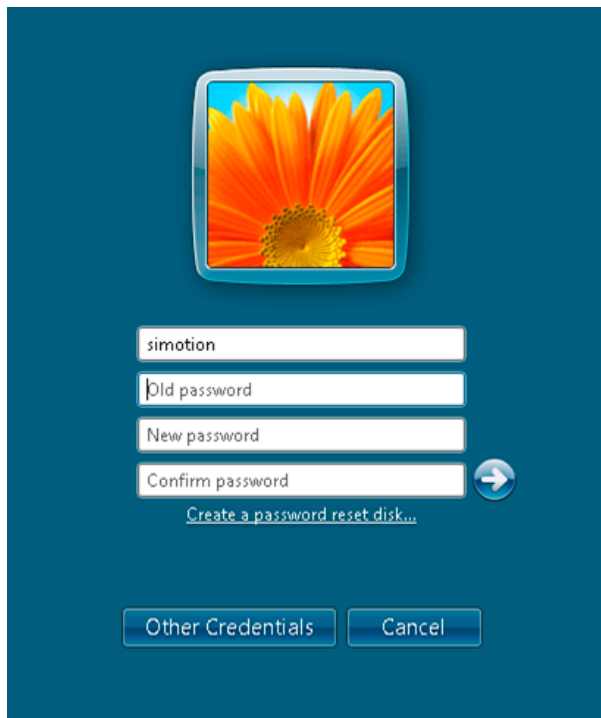 simotion
Old password
New password
Confirm password
Create a password reset disk...
Other Credentials
Cancel